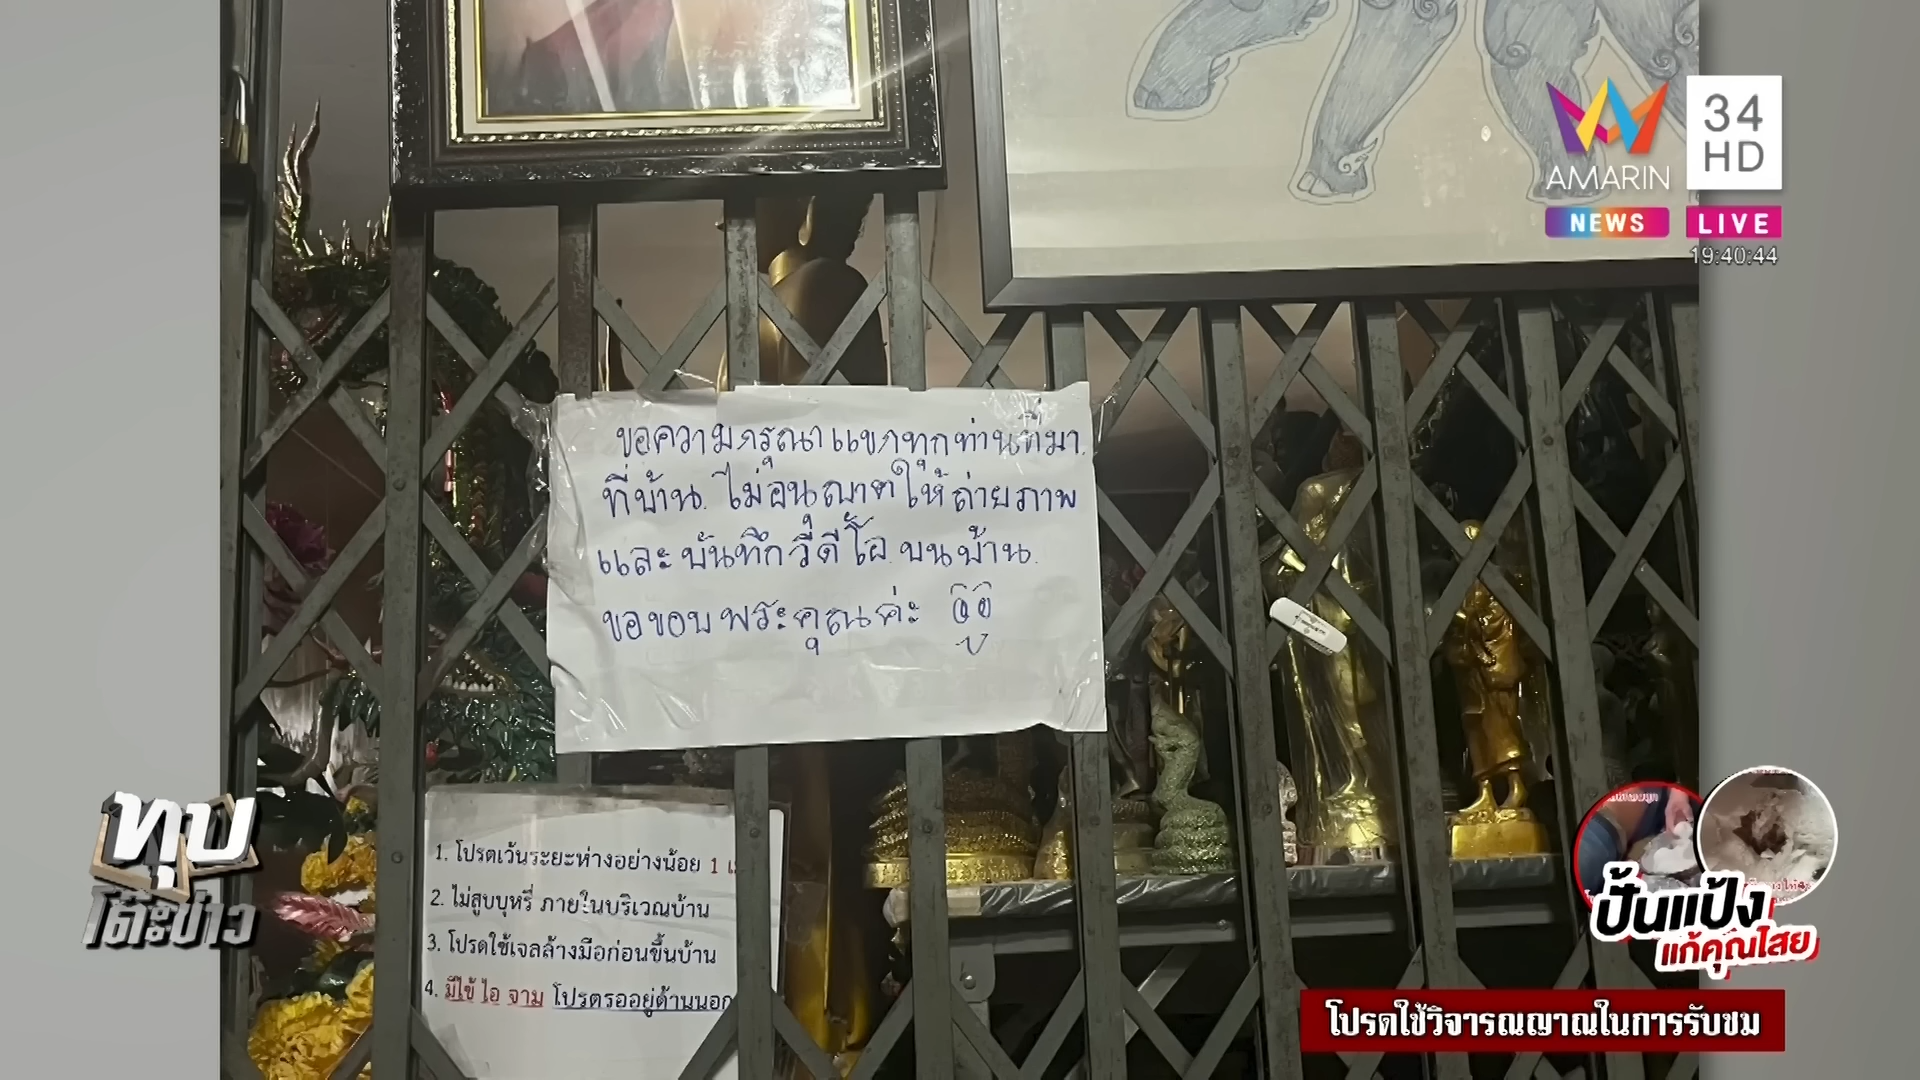 AMARIN
34
HD
NEWS
LIVE
19:40:44
ขอความกรุณาแขกทุกท่านที่มา
ที่บ้าน. ไม่อนุญาตให้ถ่ายภาพ
และบันทึกวีดีโอ. บนบ้าน.
ขอขอบพระคุณค่ะ
1. โปรดเว้นระยะห่างอย่างน้อย 1
2. ไม่สูบบุหรี่ ภายในบริเวณบ้าน
3. โปรดใช้เจลล้างมือก่อนขึ้นบ้าน
4. มีไข้ ไอ จาม โปรดรออยู่ด้านนอก
ทุบ
โต๊ะข่าว
ปั้นแป้ง
แก้คุณไสย
โปรดใช้วิจารณญาณในการรับชม